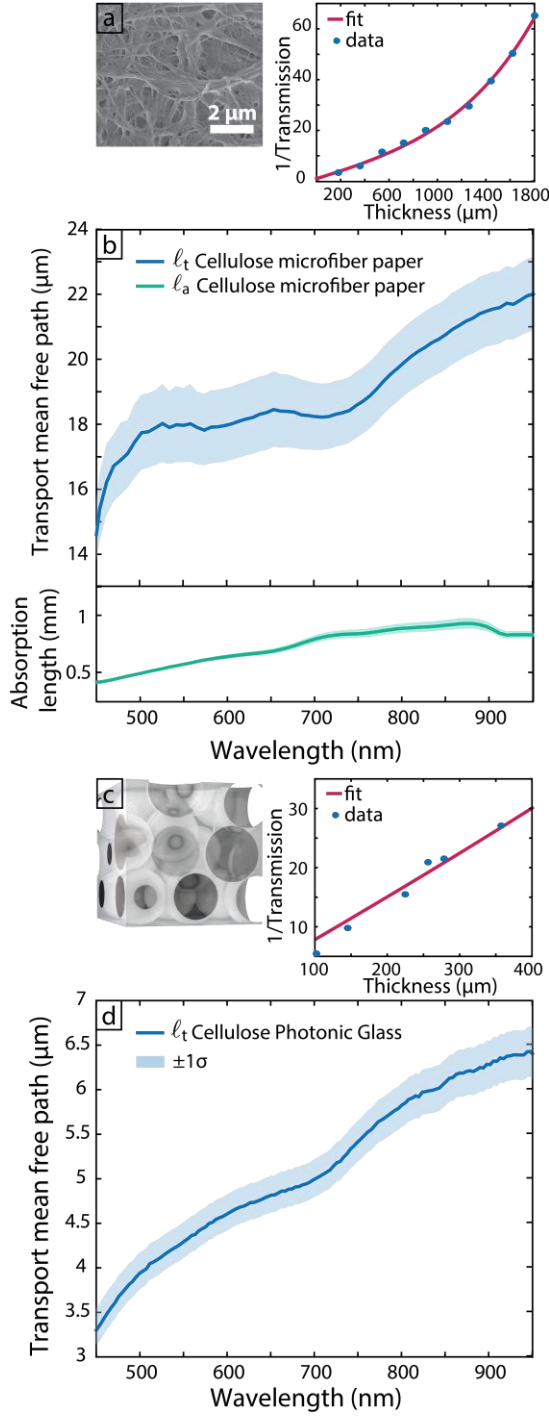 a
2 μm
fit
data
60
40
20
0
1/Transmission
200
600
1000
1400
1800
Thickness (μm)
b
ℓt Cellulose microfiber paper
ℓa Cellulose microfiber paper
Transport mean free path (μm)
22
20
18
16
14
Absorption
length (mm)
1
0.5
500
600
700
800
900
Wavelength (nm)
c
fit
data
30
20
10
1/Transmission
100
200
300
400
Thickness (μm)
d
ℓt Cellulose Photonic Glass
±1σ
Transport mean free path (μm)
7
6.5
6
5.5
5
4.5
4
3.5
3
500
600
700
800
900
Wavelength (nm)